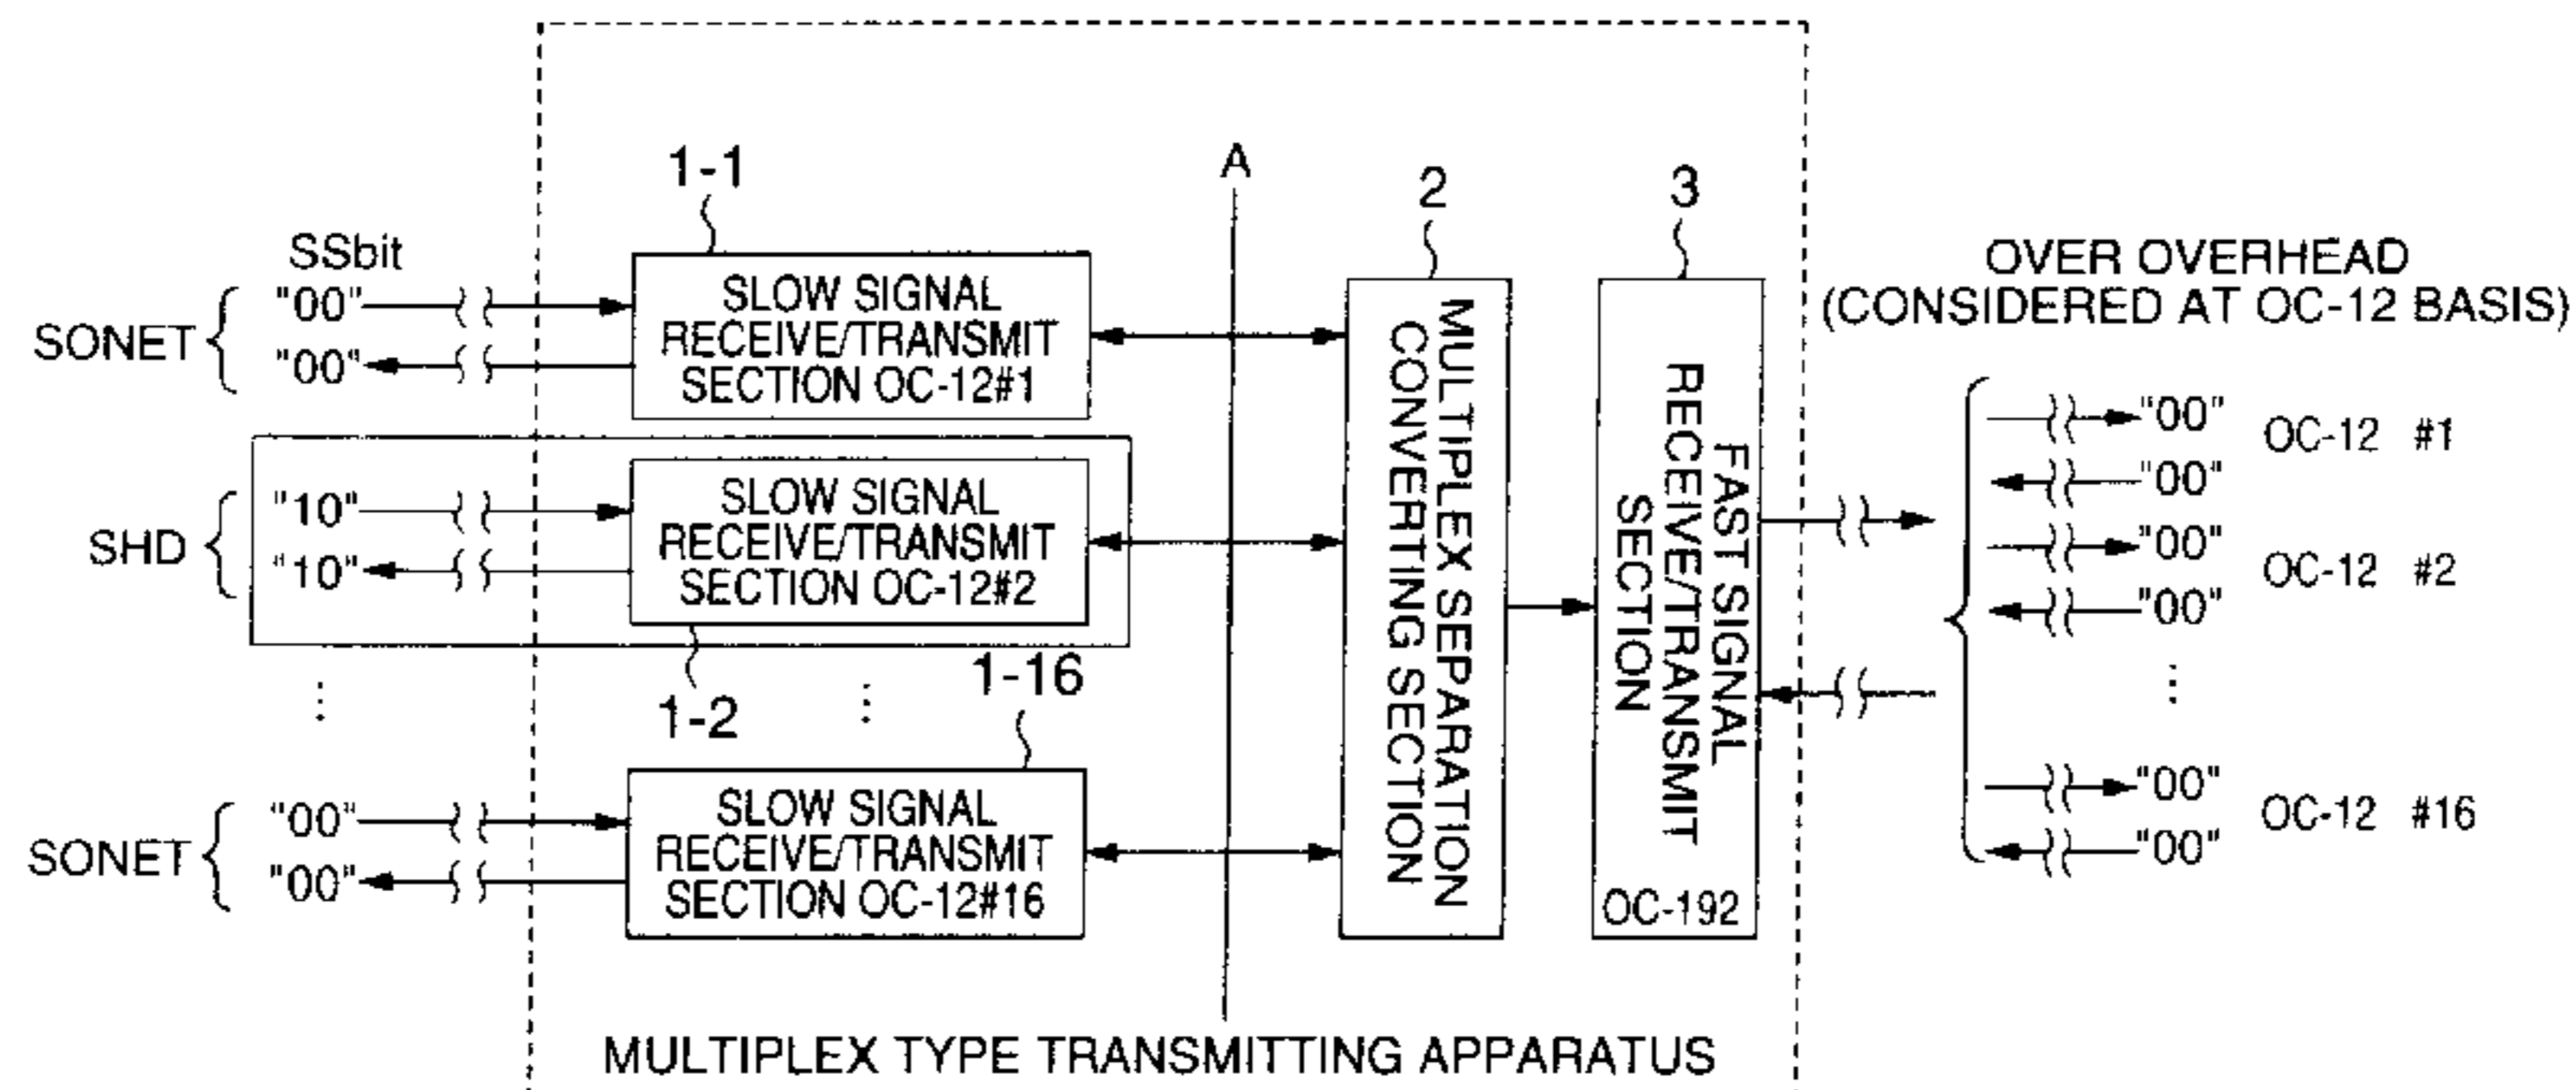 1-1
A
2
3
SSbit
SONET
"00"
"00"
SLOW SIGNAL
RECEIVE/TRANSMIT
SECTION OC-12#1
SHD
"10"
"10"
SLOW SIGNAL
RECEIVE/TRANSMIT
SECTION OC-12#2
1-2
1-16
⋮
⋮
SONET
"00"
"00"
SLOW SIGNAL
RECEIVE/TRANSMIT
SECTION OC-12#16
MULTIPLEX SEPARATION
CONVERTING SECTION
FAST SIGNAL
RECEIVE/TRANSMIT
SECTION
OC-192
OVER OVERHEAD
(CONSIDERED AT OC-12 BASIS)
"00"
"00"
OC-12 #1
"00"
"00"
OC-12 #2
⋮
"00"
"00"
OC-12 #16
MULTIPLEX TYPE TRANSMITTING APPARATUS